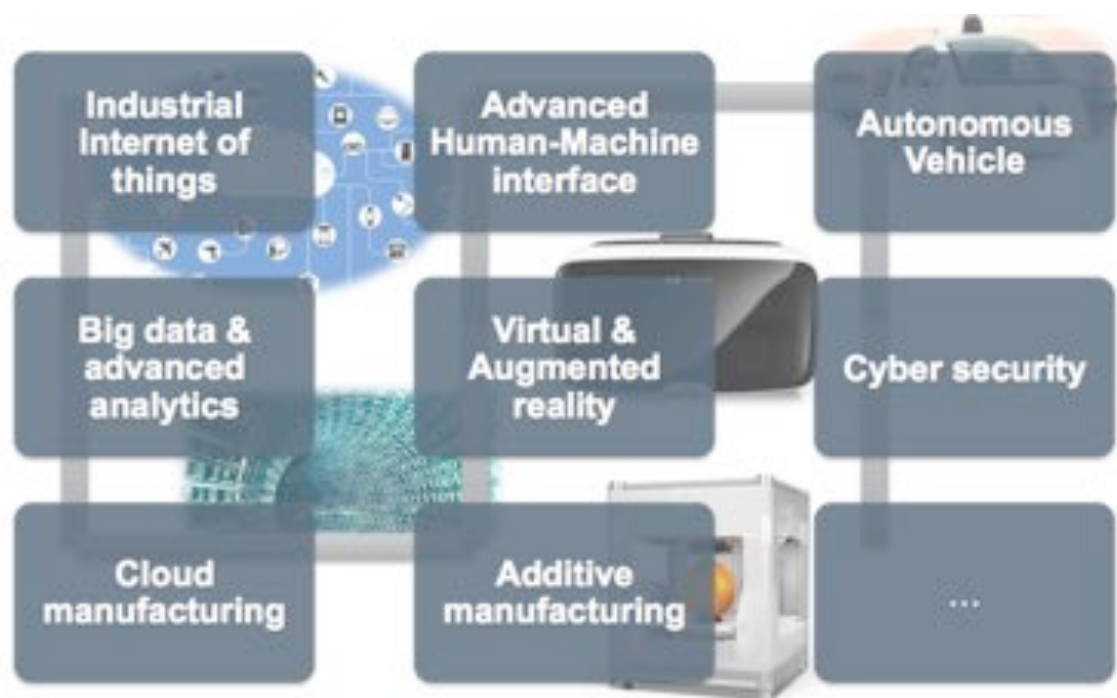 Industrial
Internet of
things
Advanced
Human-Machine
interface
Autonomous
Vehicle
Big data &
advanced
analytics
Virtual &
Augmented
reality
Cyber security
Cloud
manufacturing
Additive
manufacturing
...